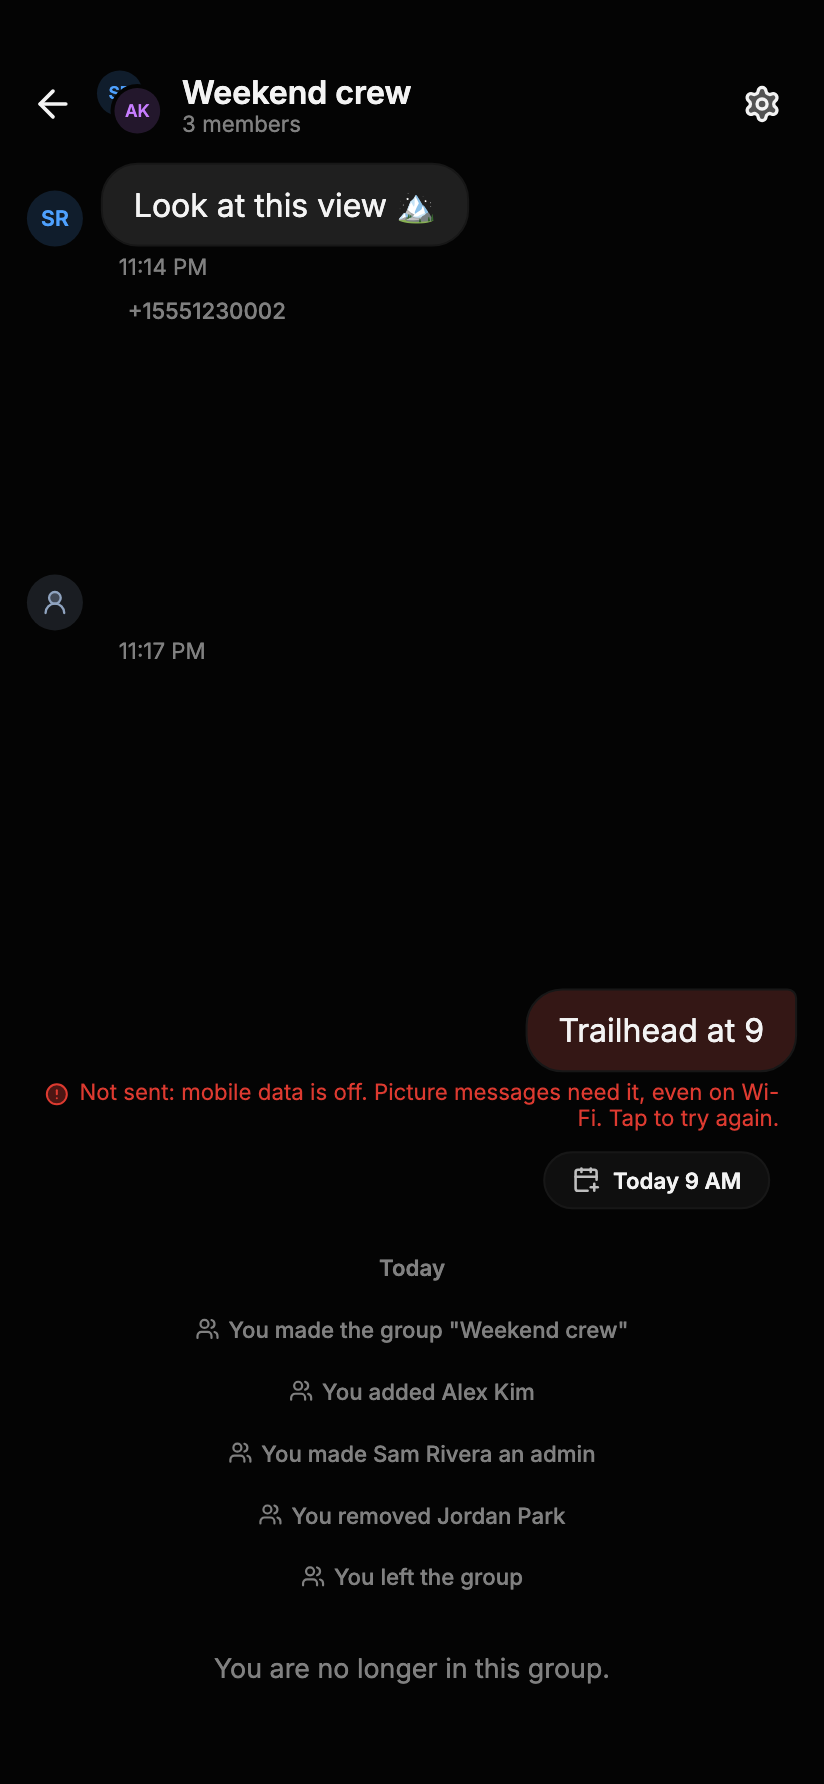 Weekend crew
3 members
AK
SR
Look at this view
11:14 PM
+15551230002
11:17 PM
Trailhead at 9
Not sent: mobile data is off. Picture messages need it, even on Wi-
Fi. Tap to try again.
Today 9 AM
Today
You made the group "Weekend crew"
You added Alex Kim
You made Sam Rivera an admin
You removed Jordan Park
You left the group
You are no longer in this group.